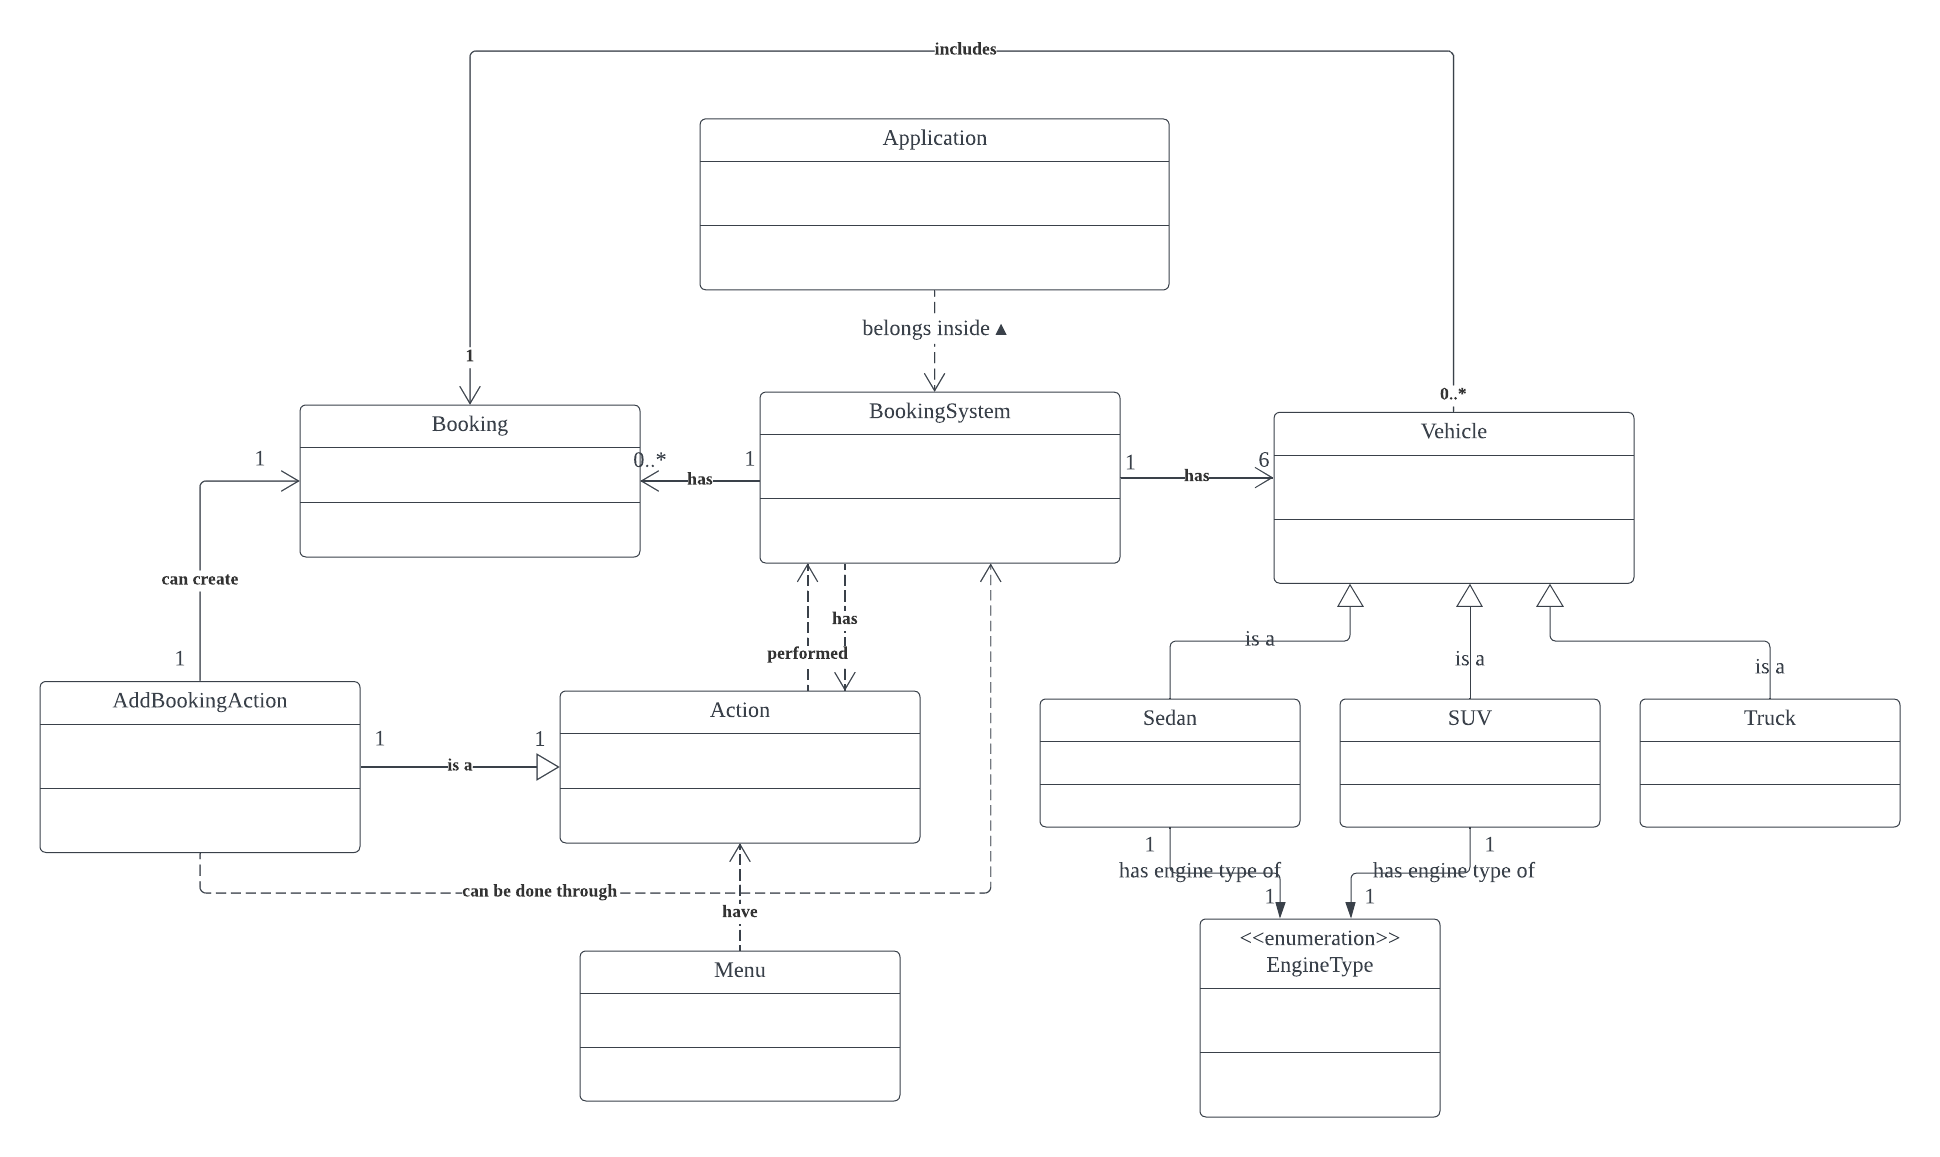 includes
Application
belongs inside ▲
1
0..*
Booking
BookingSystem
Vehicle
1
0..*
has
1
1
has
6
can create
has
performed
is a
is a
is a
1
AddBookingAction
Action
Sedan
SUV
Truck
1
is a
1
1
has engine type of
1
1
has engine type of
1
can be done through
have
Menu
<<enumeration>>
EngineType